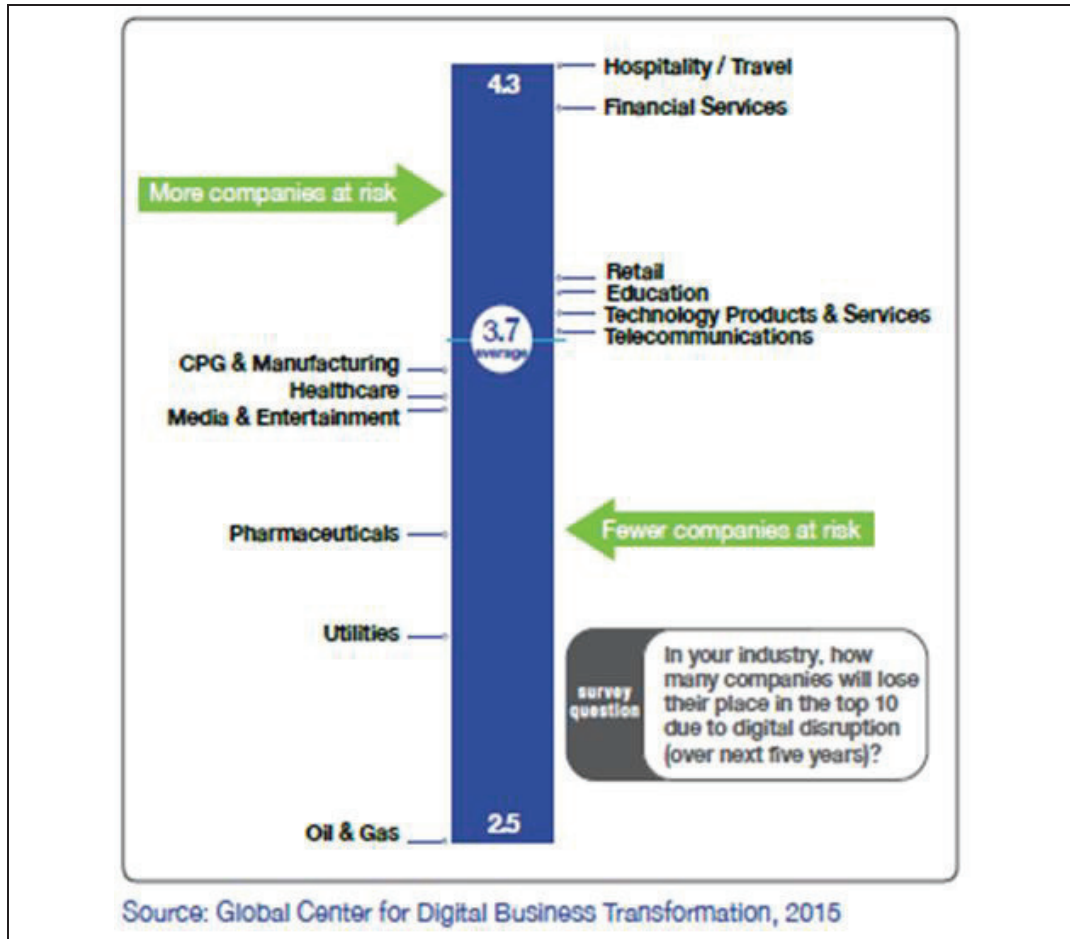 4.3
Hospitality / Travel
Financial Services
More companies at risk
Retail
Education
Technology Products & Services
Telecommunications
3.7
average
CPG & Manufacturing
Healthcare
Media & Entertainment
Pharmaceuticals
Fewer companies at risk
Utilities
survey
question
In your industry, how
many companies will lose
their place in the top 10
due to digital disruption
(over next five years)?
Oil & Gas
2.5
Source: Global Center for Digital Business Transformation, 2015